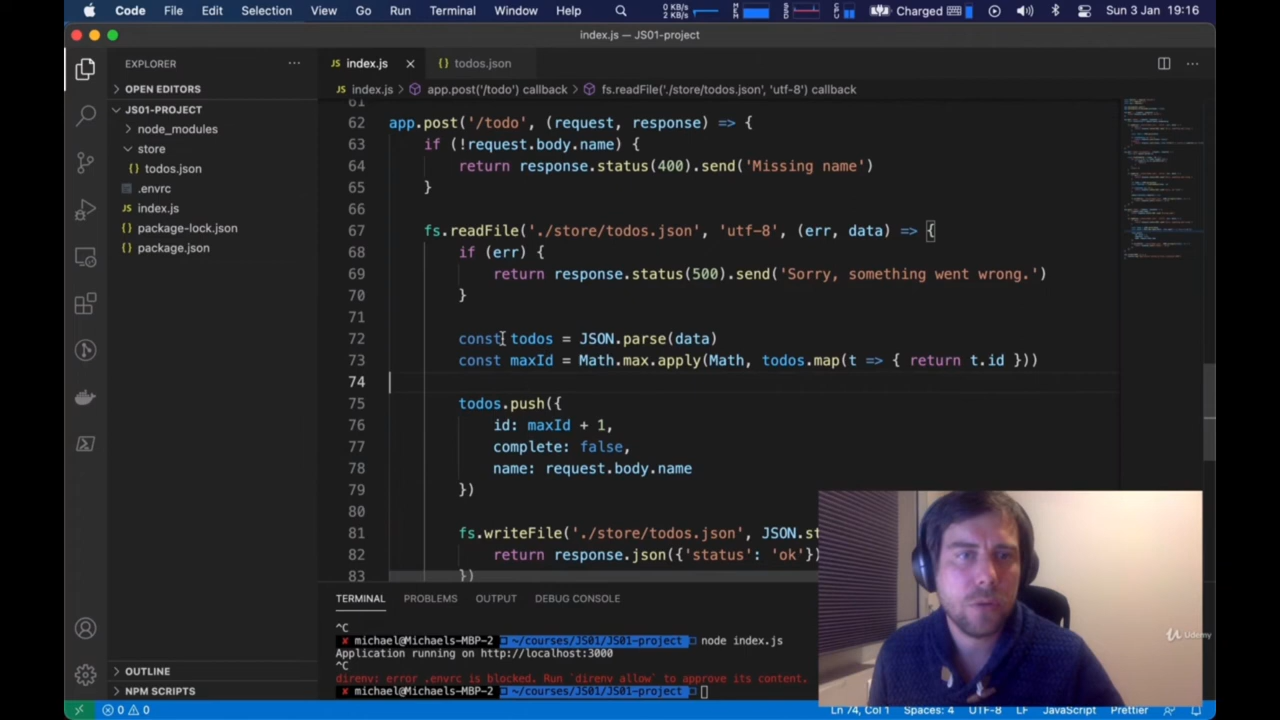 Code File Edit Selection View Go Run Terminal Window Help 0 KB/s 2 KB/s Charged Sun 3 Jan 19:16
index.js — JS01-project
EXPLORER
index.js
todos.json
index.js > app.post('/todo') callback > fs.readFile('./store/todos.json', 'utf-8') callback
OPEN EDITORS
JS01-PROJECT
node_modules
store
todos.json
.envrc
index.js
package-lock.json
package.json
OUTLINE
NPM SCRIPTS
61
62 app.post('/todo', (request, response) => {
63 if (!request.body.name) {
64 return response.status(400).send('Missing name')
65 }
66
67 fs.readFile('./store/todos.json', 'utf-8', (err, data) => {
68 if (err) {
69 return response.status(500).send('Sorry, something went wrong.')
70 }
71
72 const todos = JSON.parse(data)
73 const maxId = Math.max.apply(Math, todos.map(t => { return t.id }))
74
75 todos.push({
76 id: maxId + 1,
77 complete: false,
78 name: request.body.name
79 })
80
81 fs.writeFile('./store/todos.json', JSON.st
82 return response.json({'status': 'ok'})
83 })
TERMINAL PROBLEMS OUTPUT DEBUG CONSOLE
^C
✘ michael@Michaels-MBP-2 ~/courses/JS01/JS01-project node index.js
Application running on http://localhost:3000
^C
direnv: error .envrc is blocked. Run `direnv allow` to approve its content.
✘ michael@Michaels-MBP-2 ~/courses/JS01/JS01-project
0 0 Ln 74, Col 1 Spaces: 4 UTF-8 LF JavaScript Prettier
Udemy